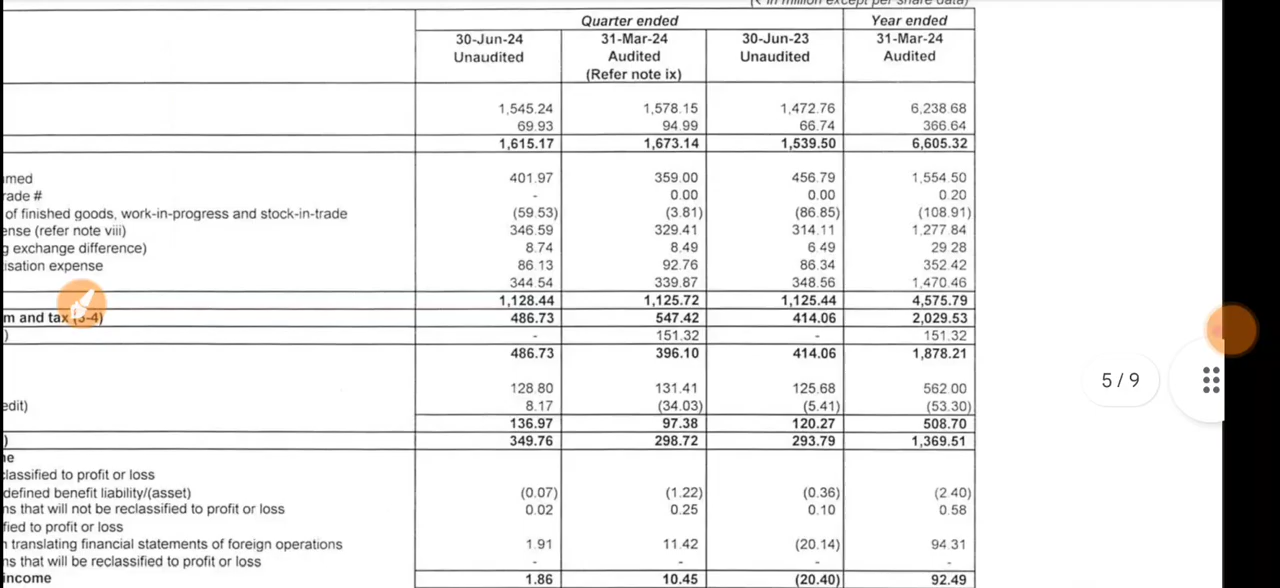 (₹ in million except per share data)
Quarter ended Year ended
30-Jun-24 31-Mar-24 30-Jun-23 31-Mar-24
Unaudited Audited Unaudited Audited
(Refer note ix)
1,545.24 1,578.15 1,472.76 6,238.68
69.93 94.99 66.74 366.64
1,615.17 1,673.14 1,539.50 6,605.32
med 401.97 359.00 456.79 1,554.50
rade # - 0.00 0.00 0.20
of finished goods, work-in-progress and stock-in-trade (59.53) (3.81) (86.85) (108.91)
ense (refer note viii) 346.59 329.41 314.11 1,277.84
g exchange difference) 8.74 8.49 6.49 29.28
isation expense 86.13 92.76 86.34 352.42
344.54 339.87 348.56 1,470.46
1,128.44 1,125.72 1,125.44 4,575.79
m and tax (3-4) 486.73 547.42 414.06 2,029.53
) - 151.32 - 151.32
486.73 396.10 414.06 1,878.21
128.80 131.41 125.68 562.00
edit) 8.17 (34.03) (5.41) (53.30)
136.97 97.38 120.27 508.70
) 349.76 298.72 293.79 1,369.51
ne
classified to profit or loss
defined benefit liability/(asset) (0.07) (1.22) (0.36) (2.40)
ns that will not be reclassified to profit or loss 0.02 0.25 0.10 0.58
fied to profit or loss
n translating financial statements of foreign operations 1.91 11.42 (20.14) 94.31
ns that will be reclassified to profit or loss - - - -
income 1.86 10.45 (20.40) 92.49
5 / 9